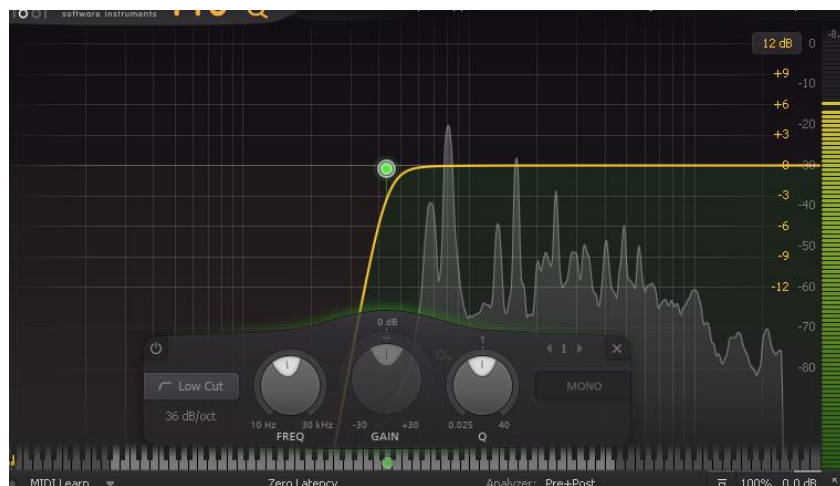 software instruments
12 dB 0 -8.
+9 -10
+6 -20
+3
0 -30
-3 -40
-6 -50
-9
-12 -60
-70
-80
0 dB 1 1
Low Cut MONO
36 dB/oct
10 Hz 30 kHz -30 +30 0.025 40
FREQ GAIN Q
MIDI Learn Zero Latency Analyzer: Pre+Post 100% 0.0 dB